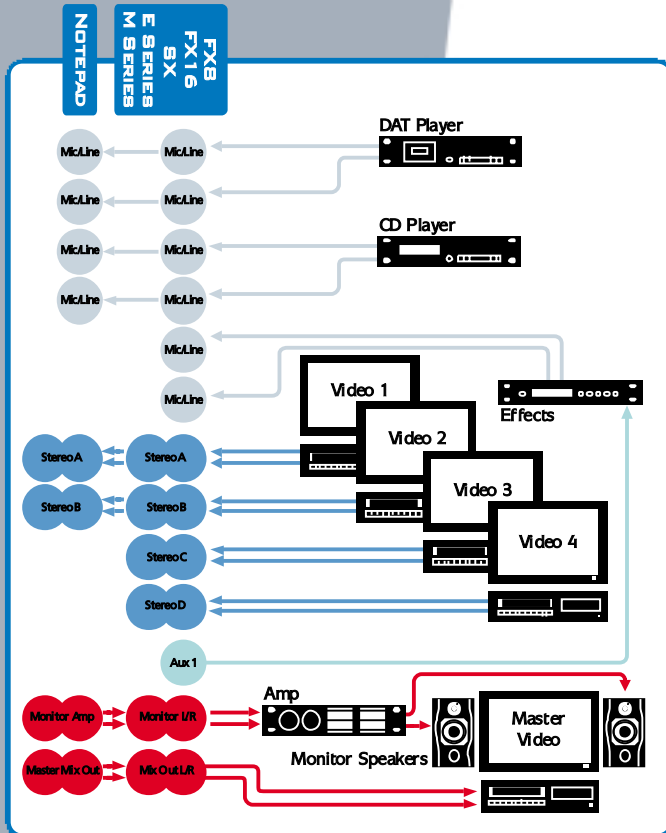 NOTEPAD
FX8
FX16
SX
E SERIES
M SERIES
DAT Player
Mic/Line Mic/Line
Mic/Line Mic/Line
CD Player
Mic/Line Mic/Line
Mic/Line Mic/Line
Mic/Line
Mic/Line
Video 1
Effects
Video 2
Stereo A Stereo A
Video 3
Stereo B Stereo B
Video 4
Stereo C
Stereo D
Aux 1
Amp
Monitor Amp Monitor L/R
Master
Video
Monitor Speakers
Master Mix Out Mix Out L/R